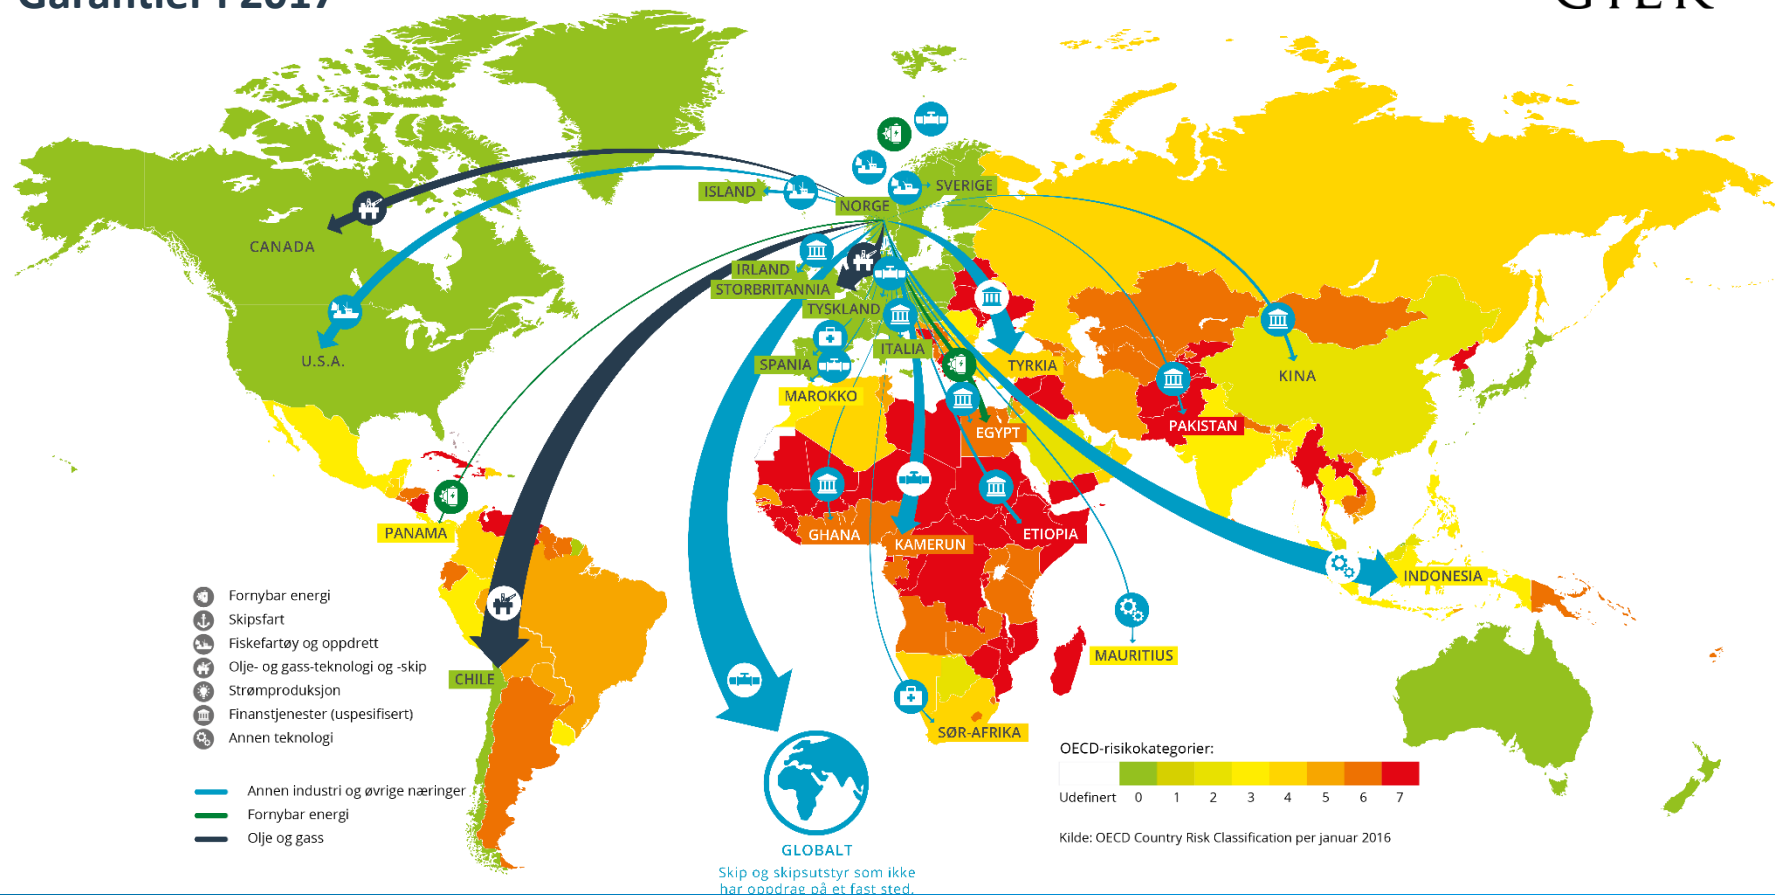 Garantier i 2017
GIEK
ISLAND
SVERIGE
NORGE
CANADA
IRLAND
STORBRITANNIA
TYSKLAND
U.S.A.
ITALIA
SPANIA
TYRKIA
KINA
MAROKKO
EGYPT
PAKISTAN
PANAMA
GHANA
KAMERUN
ETIOPIA
INDONESIA
MAURITIUS
CHILE
SØR-AFRIKA
Fornybar energi
Skipsfart
Fiskefartøy og oppdrett
Olje- og gass-teknologi og -skip
Strømproduksjon
Finanstjenester (uspesifisert)
Annen teknologi
Annen industri og øvrige næringer
Fornybar energi
Olje og gass
GLOBALT
Skip og skipsutstyr som ikke
har oppdrag på et fast sted.
OECD-risikokategorier:
Udefinert 0 1 2 3 4 5 6 7
Kilde: OECD Country Risk Classification per januar 2016